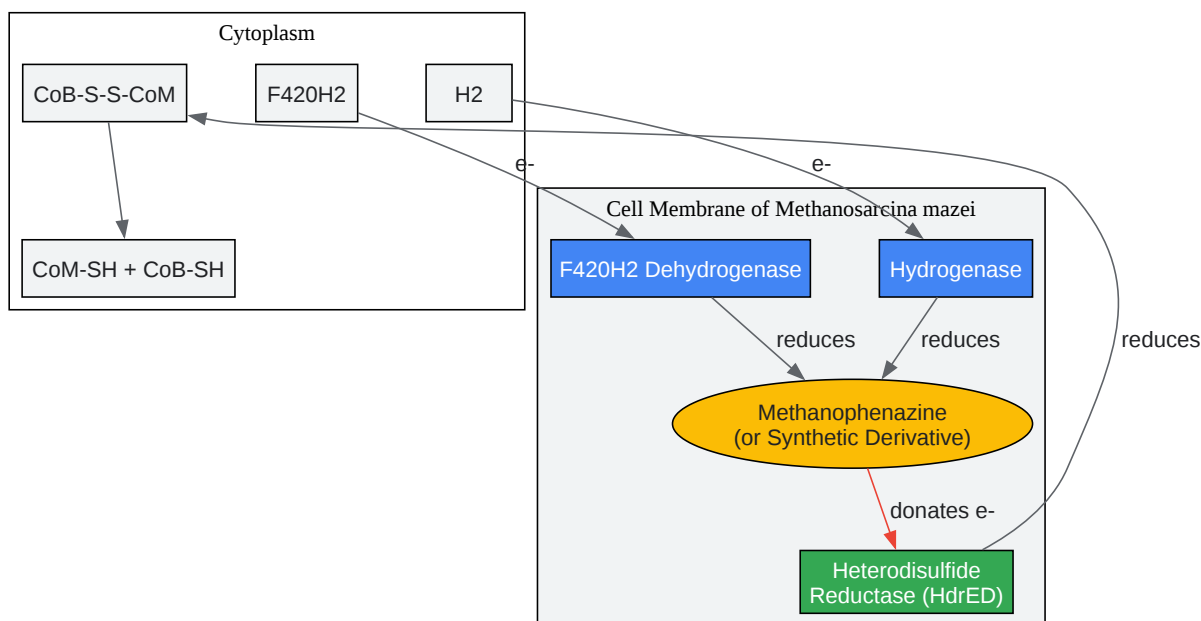 Cytoplasm
CoB-S-S-CoM
F420H2
H2
e-
e-
Cell Membrane of Methanosarcina mazei
CoM-SH + CoB-SH
F420H2 Dehydrogenase
Hydrogenase
reduces
reduces
reduces
Methanophenazine
(or Synthetic Derivative)
donates e-
Heterodisulfide
Reductase (HdrED)